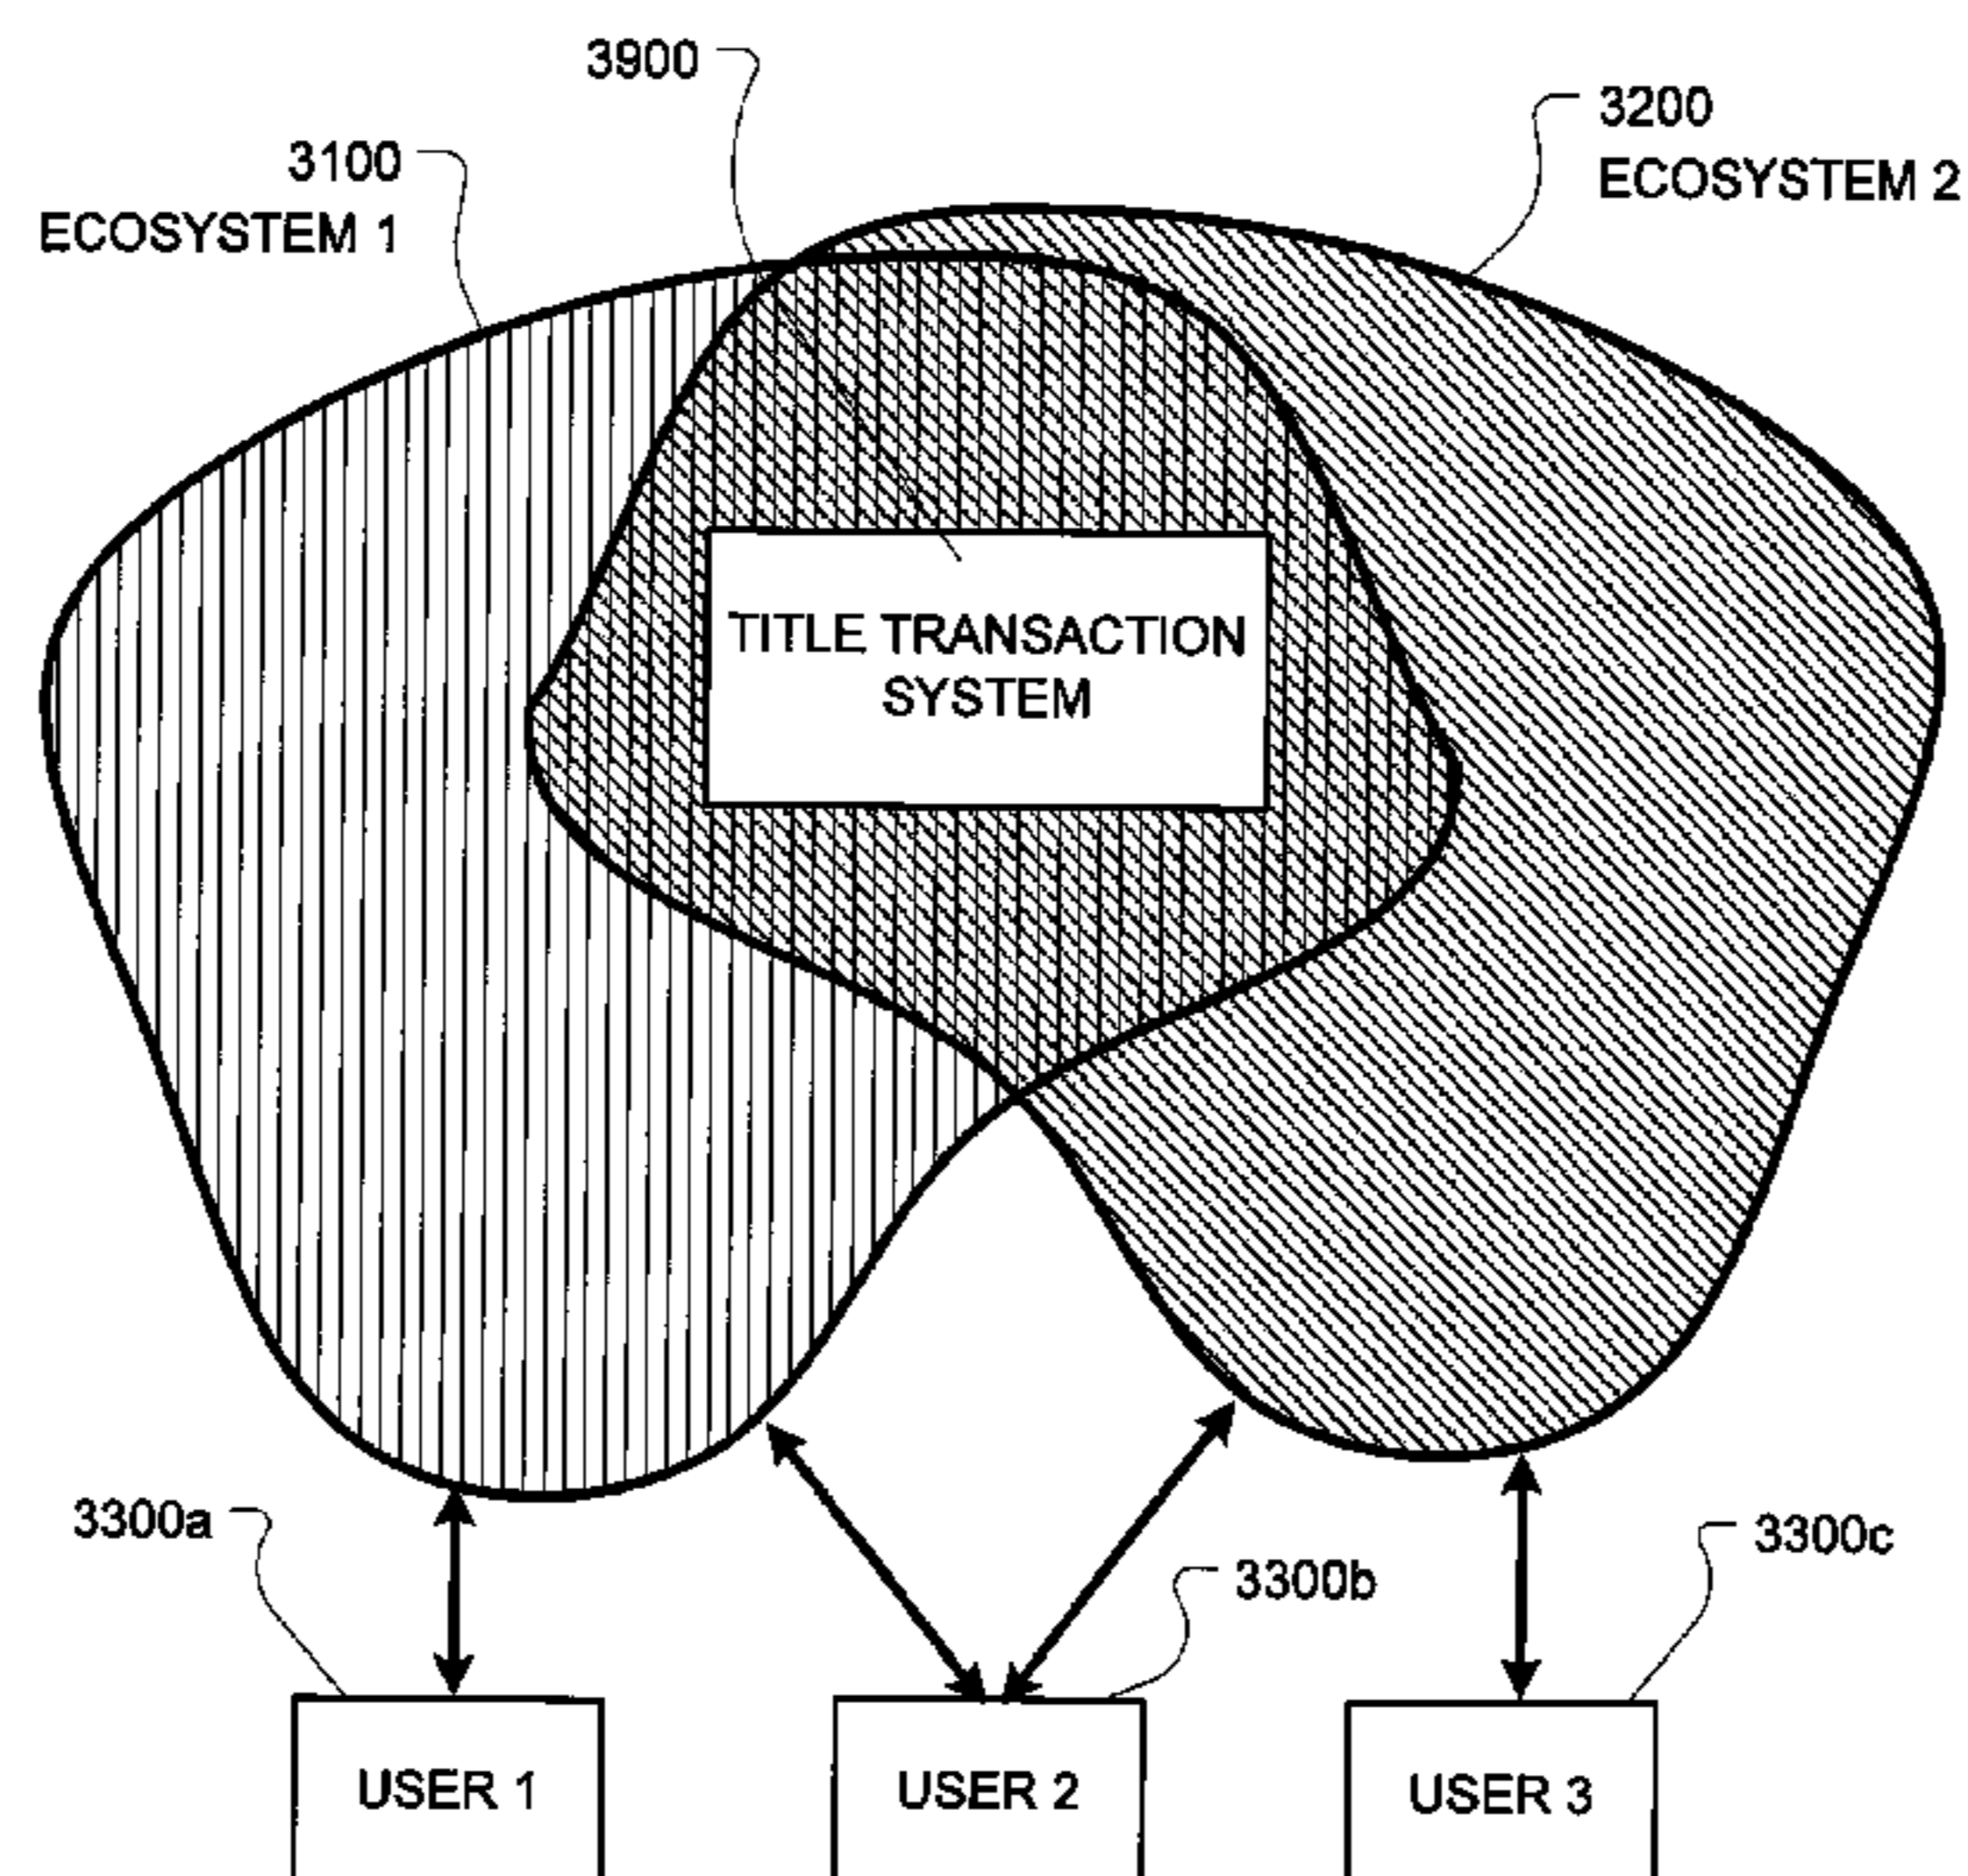 3900
3200
ECOSYSTEM 2
3100
ECOSYSTEM 1
TITLE TRANSACTION
SYSTEM
3300a
3300b
3300c
USER 1
USER 2
USER 3